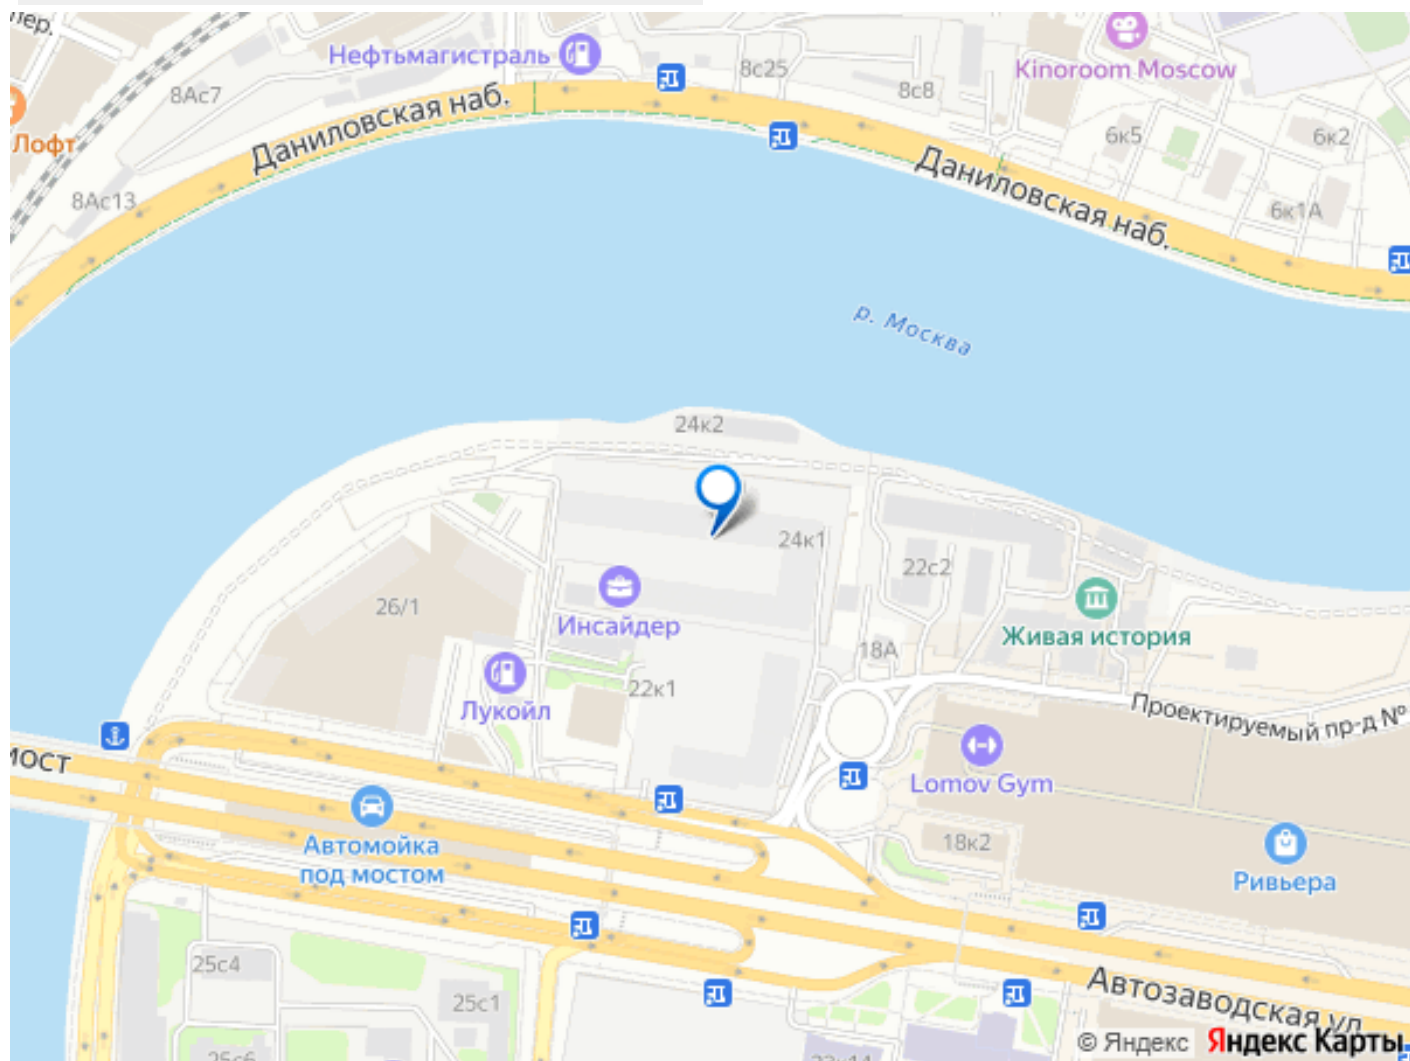 пер.
Нефтьмагистраль
Kinoroom Moscow
8с25
8с8
8Ас7
Даниловская наб.
Лофт
6к5
6к2
8Ас13
Даниловская наб.
6к1А
р. Москва
24к2
24к1
22с2
26/1
Инсайдер
Живая история
18А
22к1
Лукойл
Проектируемый пр-д №
мост
Lomov Gym
Автомойка
под мостом
18к2
Ривьера
25с4
25с1
Автозаводская ул.
25с6
© Яндекс Яндекс Карты